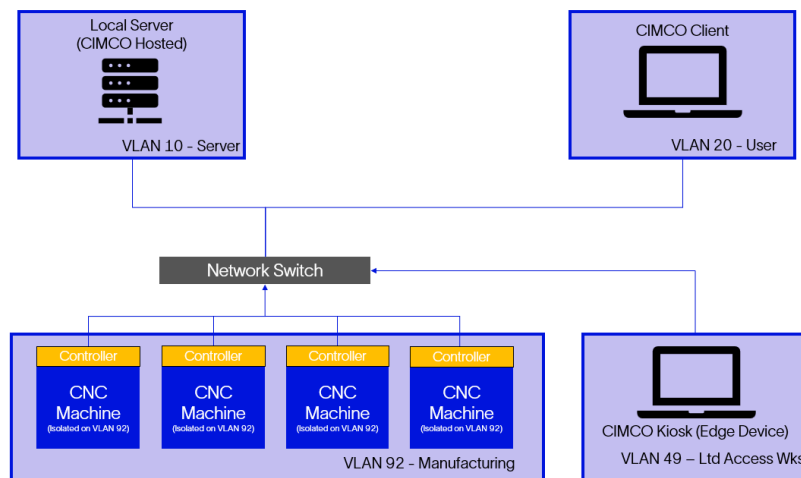 Local Server
(CIMCO Hosted)
VLAN 10 - Server
CIMCO Client
VLAN 20 - User
Network Switch
Controller
Controller
Controller
Controller
CNC
Machine
(Isolated on VLAN 92)
CNC
Machine
(Isolated on VLAN 92)
CNC
Machine
(Isolated on VLAN 92)
CNC
Machine
(Isolated on VLAN 92)
VLAN 92 - Manufacturing
CIMCO Kiosk (Edge Device)
VLAN 49 – Ltd Access Wks